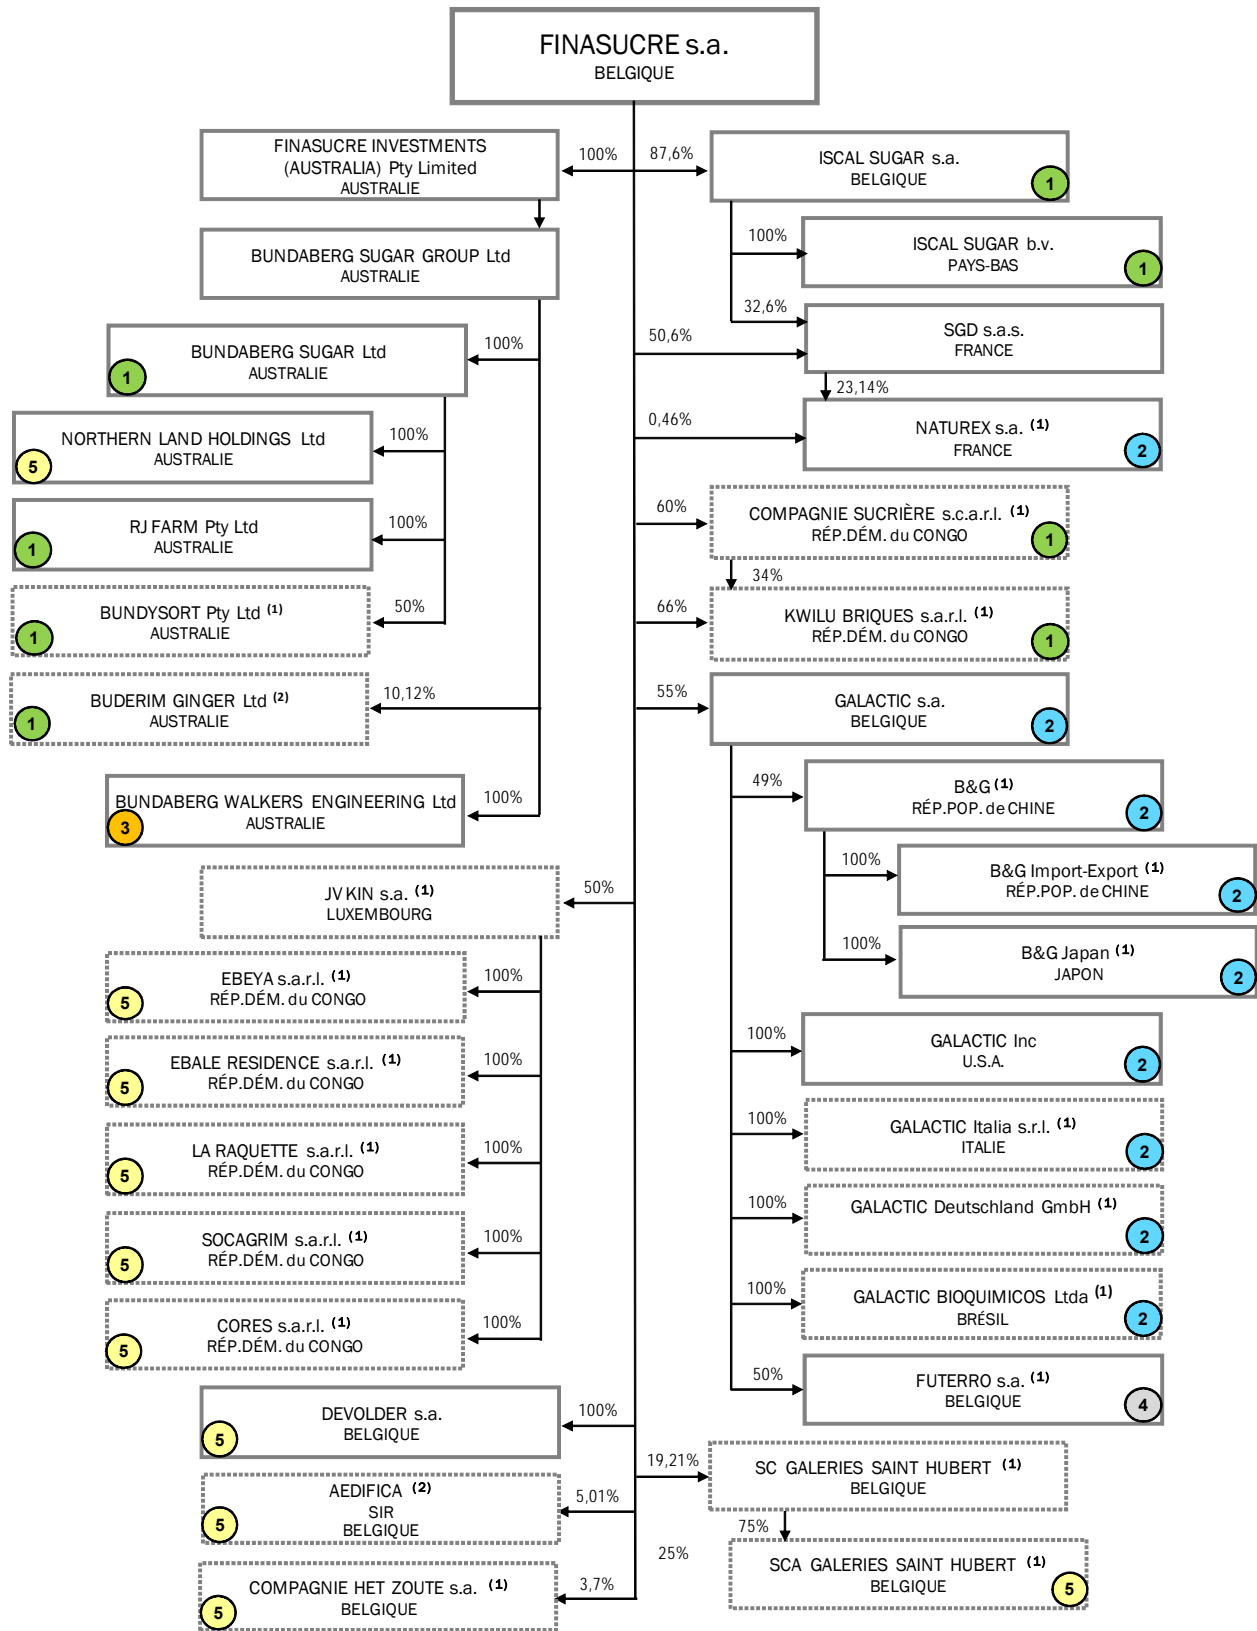 FINASUCRE s.a.
BELGIQUE
FINASUCRE INVESTMENTS
(AUSTRALIA) Pty Limited
AUSTRALIE
100%
87,6%
ISCAL SUGAR s.a.
BELGIQUE
1
BUNDABERG SUGAR GROUP Ltd
AUSTRALIE
100%
ISCAL SUGAR b.v.
PAYS-BAS
1
32,6%
SGD s.a.s.
FRANCE
50,6%
23,14%
BUNDABERG SUGAR Ltd
AUSTRALIE
1
100%
0,46%
NATUREX s.a. (1)
FRANCE
2
NORTHERN LAND HOLDINGS Ltd
AUSTRALIE
5
100%
RJ FARM Pty Ltd
AUSTRALIE
1
100%
60%
COMPAGNIE SUCRIÈRE s.c.a.r.l. (1)
RÉP.DÉM. du CONGO
1
34%
BUNDYSORT Pty Ltd (1)
AUSTRALIE
1
50%
66%
KWILU BRIQUES s.a.r.l. (1)
RÉP.DÉM. du CONGO
1
BUDERIM GINGER Ltd (2)
AUSTRALIE
1
10,12%
55%
GALACTIC s.a.
BELGIQUE
2
BUNDABERG WALKERS ENGINEERING Ltd
AUSTRALIE
3
100%
49%
B&G (1)
RÉP.POP. de CHINE
2
100%
B&G Import-Export (1)
RÉP.POP. de CHINE
2
JV KIN s.a. (1)
LUXEMBOURG
50%
100%
B&G Japan (1)
JAPON
2
EBEYA s.a.r.l. (1)
RÉP.DÉM. du CONGO
5
100%
EBALE RESIDENCE s.a.r.l. (1)
RÉP.DÉM. du CONGO
5
100%
100%
GALACTIC Inc
U.S.A.
2
LA RAQUETTE s.a.r.l. (1)
RÉP.DÉM. du CONGO
5
100%
100%
GALACTIC Italia s.r.l. (1)
ITALIE
2
SOCAGRIM s.a.r.l. (1)
RÉP.DÉM. du CONGO
5
100%
100%
GALACTIC Deutschland GmbH (1)
2
CORES s.a.r.l. (1)
RÉP.DÉM. du CONGO
5
100%
100%
GALACTIC BIOQUIMICOS Ltda (1)
BRÉSIL
2
50%
FUTERRO s.a. (1)
BELGIQUE
4
DEVOLDER s.a.
BELGIQUE
5
100%
19,21%
SC GALERIES SAINT HUBERT (1)
BELGIQUE
AEDIFICA (2)
SIR
BELGIQUE
5
5,01%
75%
25%
SCA GALERIES SAINT HUBERT (1)
BELGIQUE
5
COMPAGNIE HET ZOUTE s.a. (1)
BELGIQUE
5
3,7%